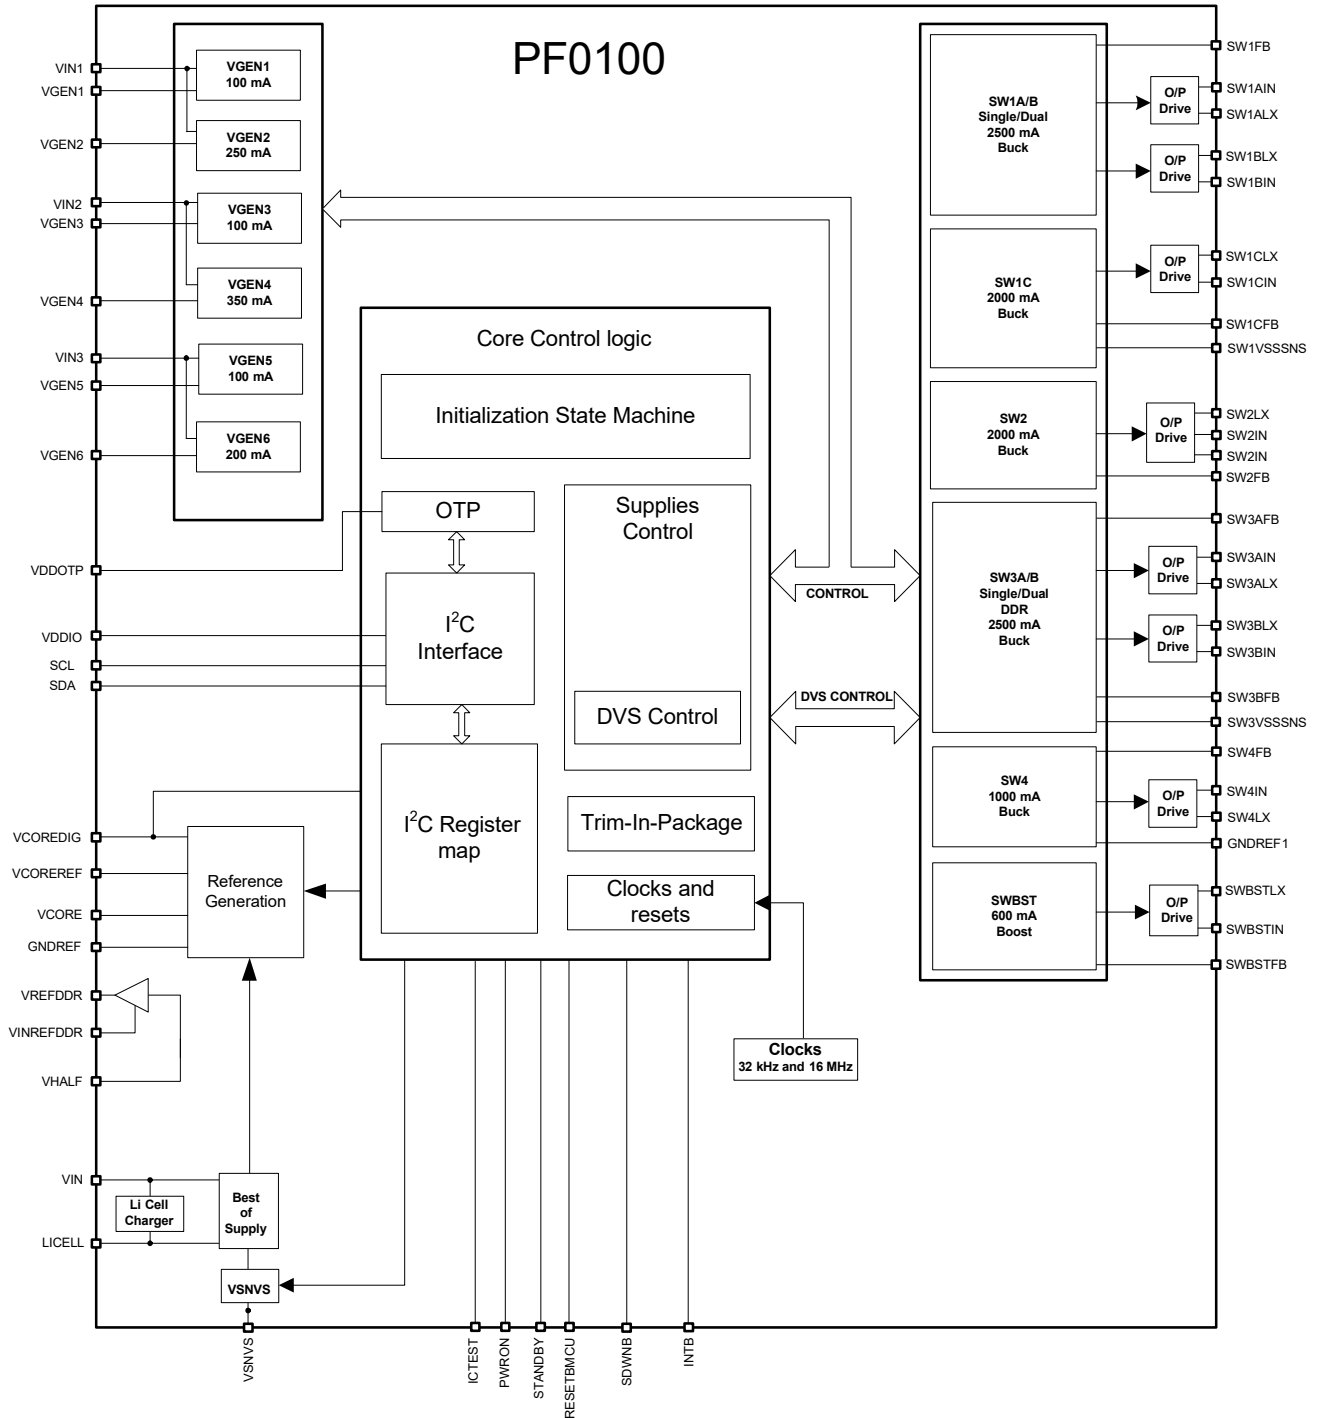 PF0100
VIN1
VGEN1
VGEN2
VIN2
VGEN3
VGEN4
VIN3
VGEN5
VGEN6
VDDOTP
VDDIO
SCL
SDA
VCOREDIG
VCOREREF
VCORE
GNDREF
VREFDDR
VINREFDDR
VHALF
VIN
LICELL
VGEN1
100 mA
VGEN2
250 mA
VGEN3
100 mA
VGEN4
350 mA
VGEN5
100 mA
VGEN6
200 mA
Core Control logic
Initialization State Machine
OTP
I²C
Interface
I²C Register
map
Supplies
Control
DVS Control
Trim-In-Package
Clocks and
resets
Reference
Generation
Clocks
32 kHz and 16 MHz
Li Cell
Charger
Best
of
Supply
VSNVS
CONTROL
DVS CONTROL
SW1A/B
Single/Dual
2500 mA
Buck
SW1C
2000 mA
Buck
SW2
2000 mA
Buck
SW3A/B
Single/Dual
DDR
2500 mA
Buck
SW4
1000 mA
Buck
SWBST
600 mA
Boost
O/P
Drive
O/P
Drive
O/P
Drive
O/P
Drive
O/P
Drive
O/P
Drive
O/P
Drive
O/P
Drive
SW1FB
SW1AIN
SW1ALX
SW1BLX
SW1BIN
SW1CLX
SW1CIN
SW1CFB
SW1VSSSNS
SW2LX
SW2IN
SW2IN
SW2FB
SW3AFB
SW3AIN
SW3ALX
SW3BLX
SW3BIN
SW3BFB
SW3VSSSNS
SW4FB
SW4IN
SW4LX
GNDREF1
SWBSTLX
SWBSTIN
SWBSTFB
VSNVS
ICTEST
PWRON
STANDBY
RESETBMCU
SDWNB
INTB